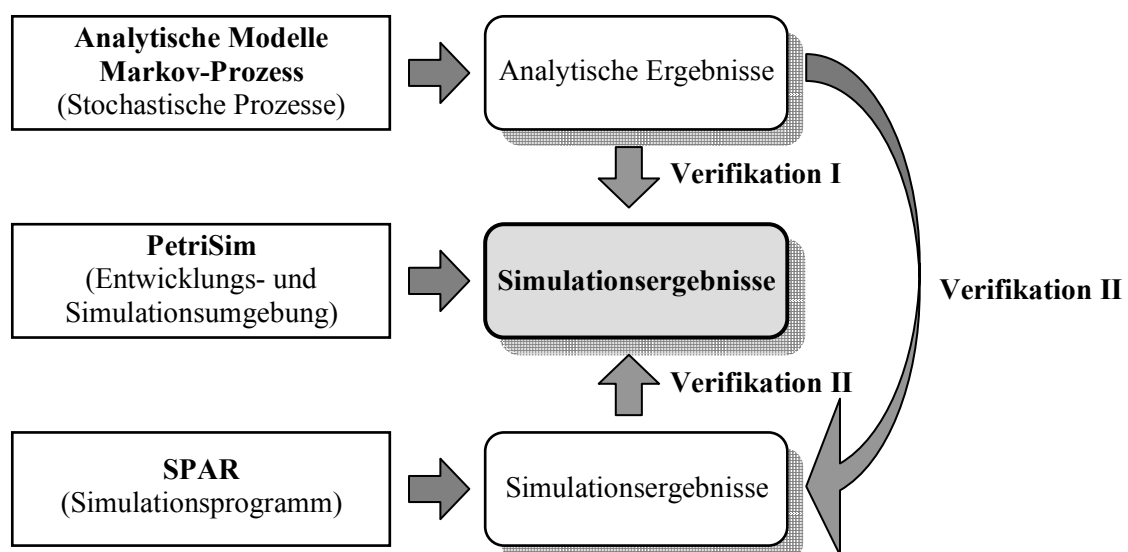 Analytische Modelle
Markov-Prozess
(Stochastische Prozesse)
Analytische Ergebnisse
Verifikation I
PetriSim
(Entwicklungs- und
Simulationsumgebung)
Simulationsergebnisse
Verifikation II
Verifikation II
SPAR
(Simulationsprogramm)
Simulationsergebnisse